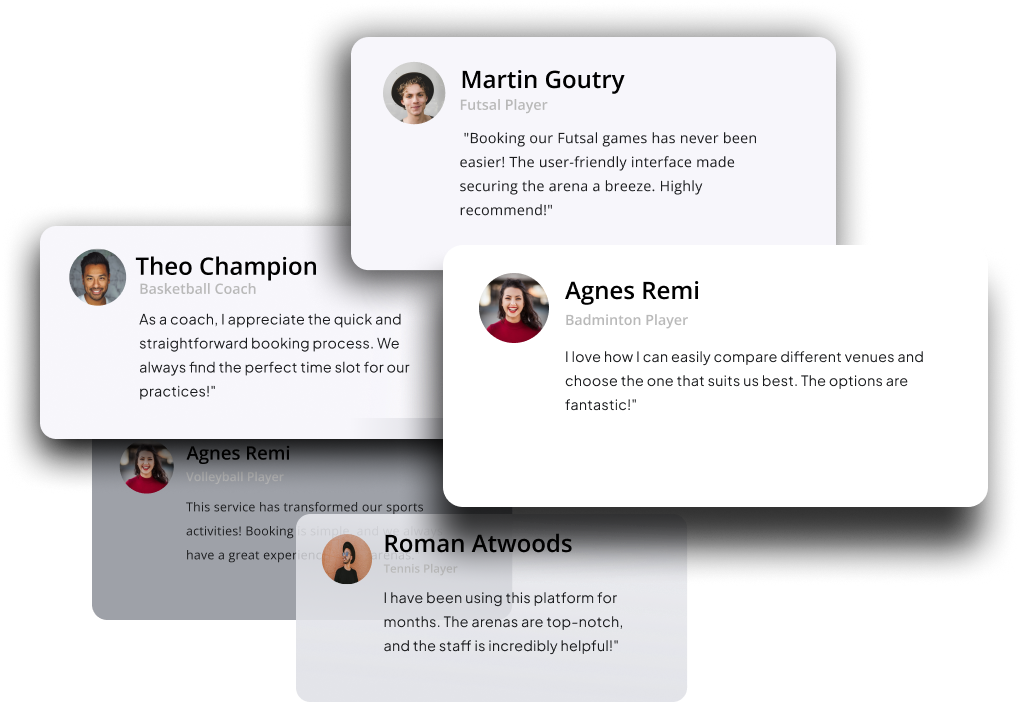 Martin Goutry
Futsal Player
"Booking our Futsal games has never been
easier! The user-friendly interface made
securing the arena a breeze. Highly
recommend!"
Theo Champion
Basketball Coach
As a coach, I appreciate the quick and
straightforward booking process. We
always find the perfect time slot for our
practices!"
Agnes Remi
Badminton Player
I love how I can easily compare different venues and
choose the one that suits us best. The options are
fantastic!"
Agnes Remi
Volleyball Player
This service has transformed our sports
activities! Booking is simple, and we
have a great experience arenas.
Roman Atwoods
Tennis Player
I have been using this platform for
months. The arenas are top-notch,
and the staff is incredibly helpful!"